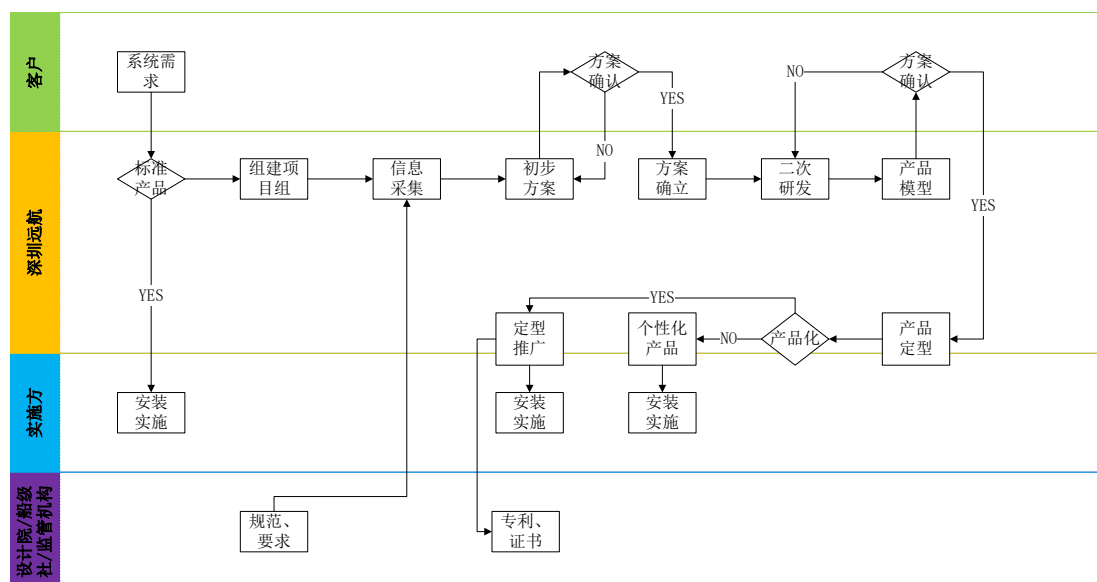 客户
系统需
求
方案
确认
YES
NO
NO
方案
确认
YES
深圳远航
标准
产品
组建项
目组
信息
采集
初步
方案
方案
确立
二次
研发
产品
模型
YES
YES
定型
推广
个性化
产品
NO
产品化
产品
定型
实施方
安装
实施
安装
实施
安装
实施
设计院/船级
社/监管机构
规范、
要求
专利、
证书